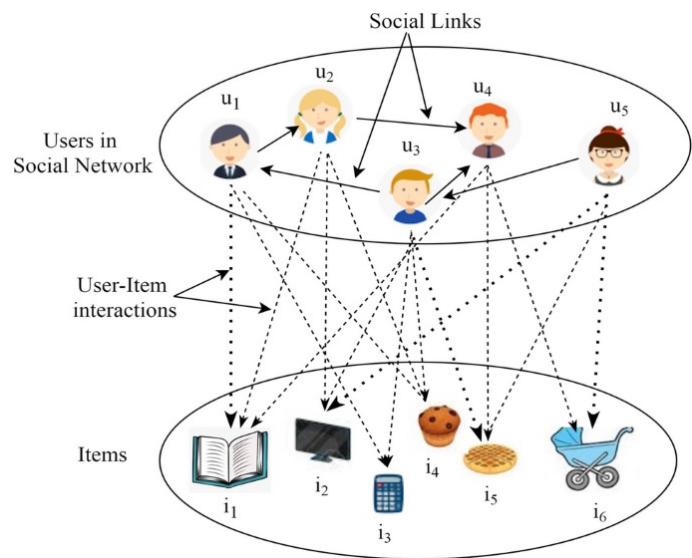 Social Links
u2
u4
u1
u5
Users in
Social Network
u3
User-Item
interactions
Items
i1
i2
i3
i4
i5
i6